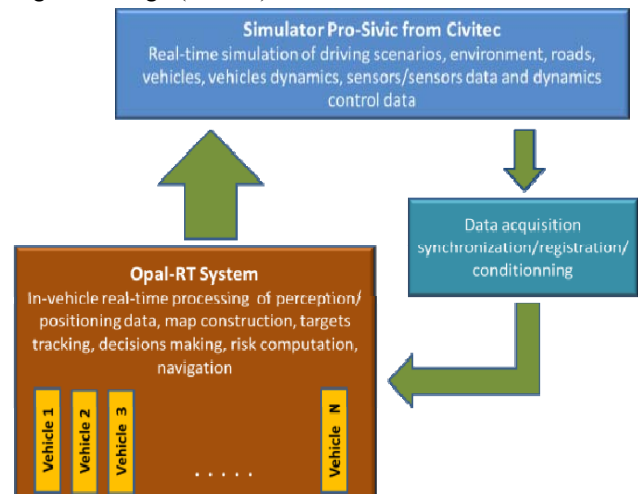 Simulator Pro-Sivic from Civitec
Real-time simulation of driving scenarios, environment, roads,
vehicles, vehicles dynamics, sensors/sensors data and dynamics
control data
Data acquisition
synchronization/registration/
conditionning
Opal-RT System
In-vehicle real-time processing of perception/
positioning data, map construction, targets
tracking, decisions making, risk computation,
navigation
Vehicle 1
Vehicle 2
Vehicle 3
. . . . .
Vehicle N